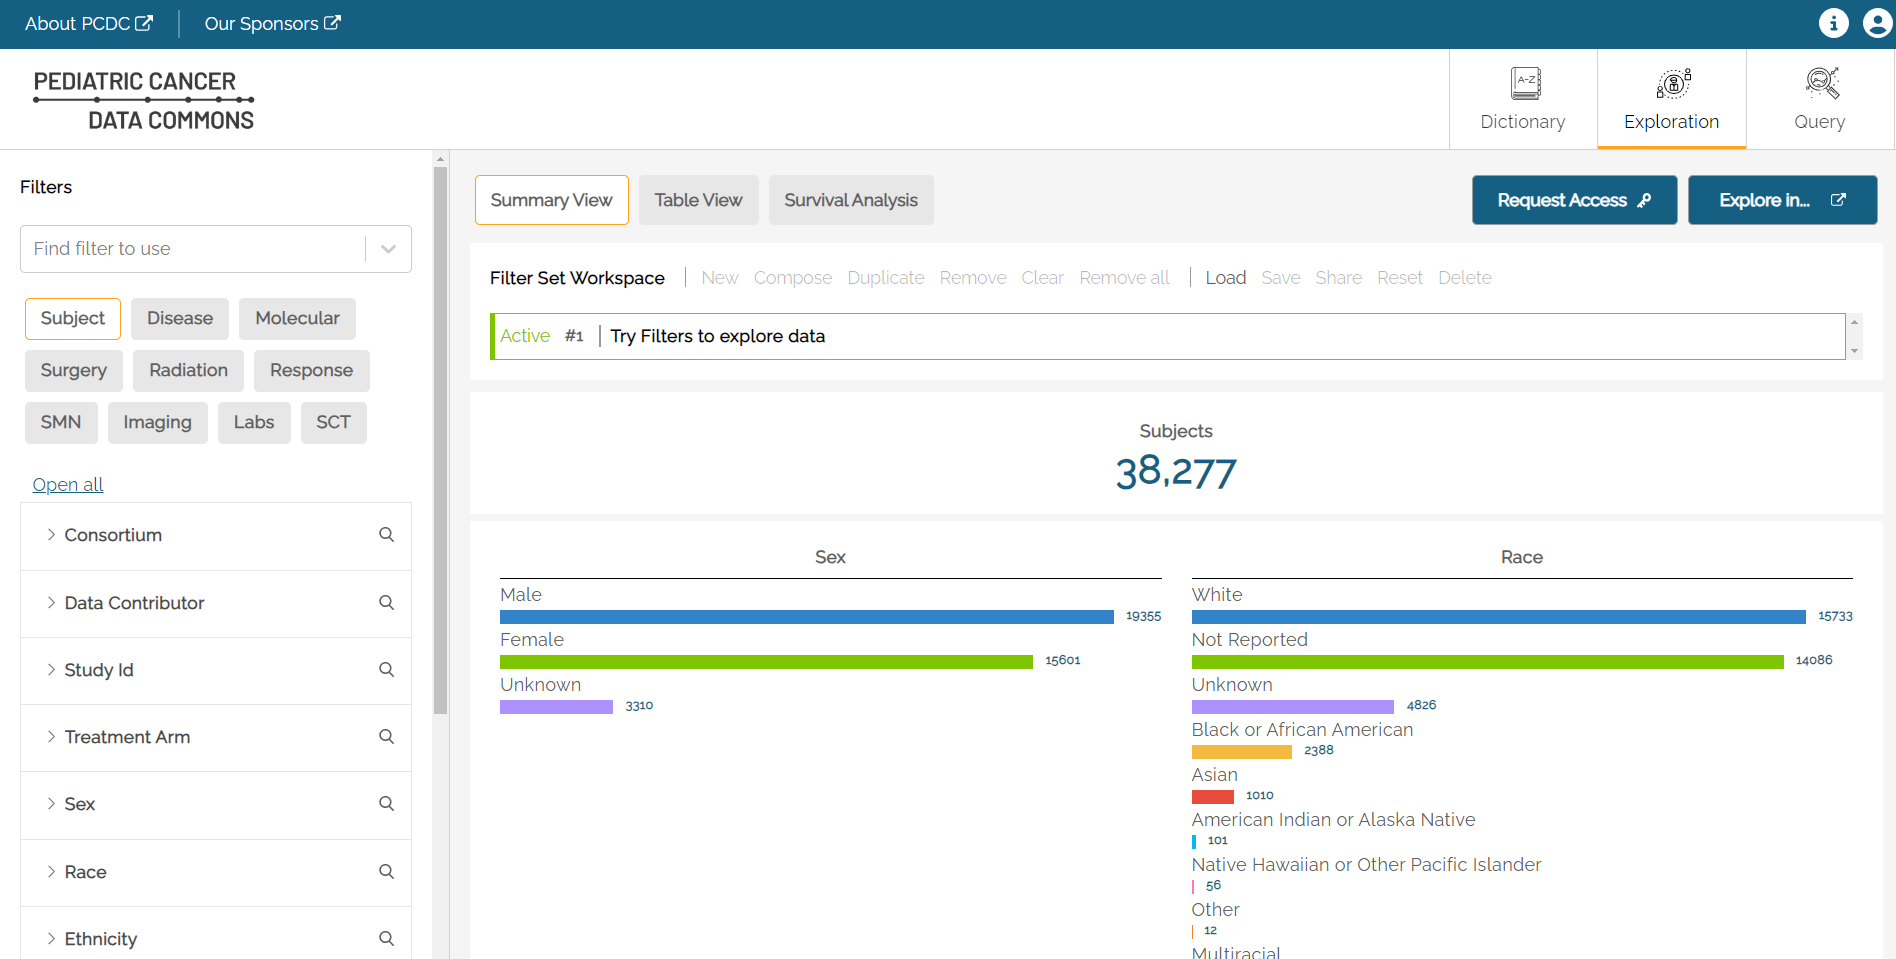 About PCDC
Our Sponsors
PEDIATRIC CANCER
DATA COMMONS
A-Z
Dictionary
Exploration
Query
Filters
Find filter to use
Subject
Disease
Molecular
Surgery
Radiation
Response
SMN
Imaging
Labs
SCT
Open all
Consortium
Data Contributor
Study Id
Treatment Arm
Sex
Race
Ethnicity
Summary View
Table View
Survival Analysis
Request Access
Explore in...
Filter Set Workspace
New
Compose
Duplicate
Remove
Clear
Remove all
Load
Save
Share
Reset
Delete
Active #1 Try Filters to explore data
Subjects
38,277
Sex
Male
19355
Female
15601
Unknown
3310
Race
White
15733
Not Reported
14086
Unknown
4826
Black or African American
2388
Asian
1010
American Indian or Alaska Native
101
Native Hawaiian or Other Pacific Islander
56
Other
12
Multiracial